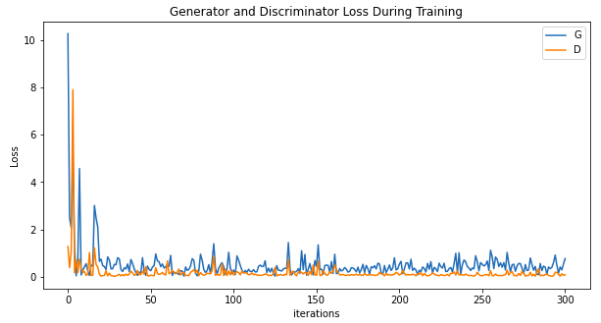 Generator and Discriminator Loss During Training
G
D
10
8
6
4
2
0
Loss
0 50 100 150 200 250 300
iterations